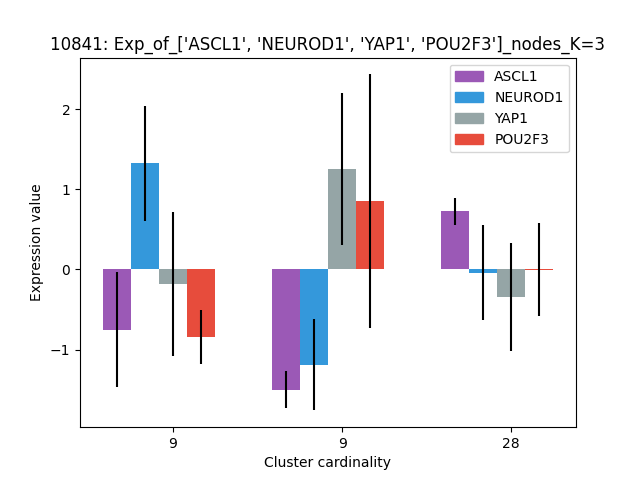 10841: Exp_of_['ASCL1', 'NEUROD1', 'YAP1', 'POU2F3']_nodes_K=3
ASCL1
NEUROD1
YAP1
POU2F3
Expression value
2
1
0
−1
9
9
28
Cluster cardinality